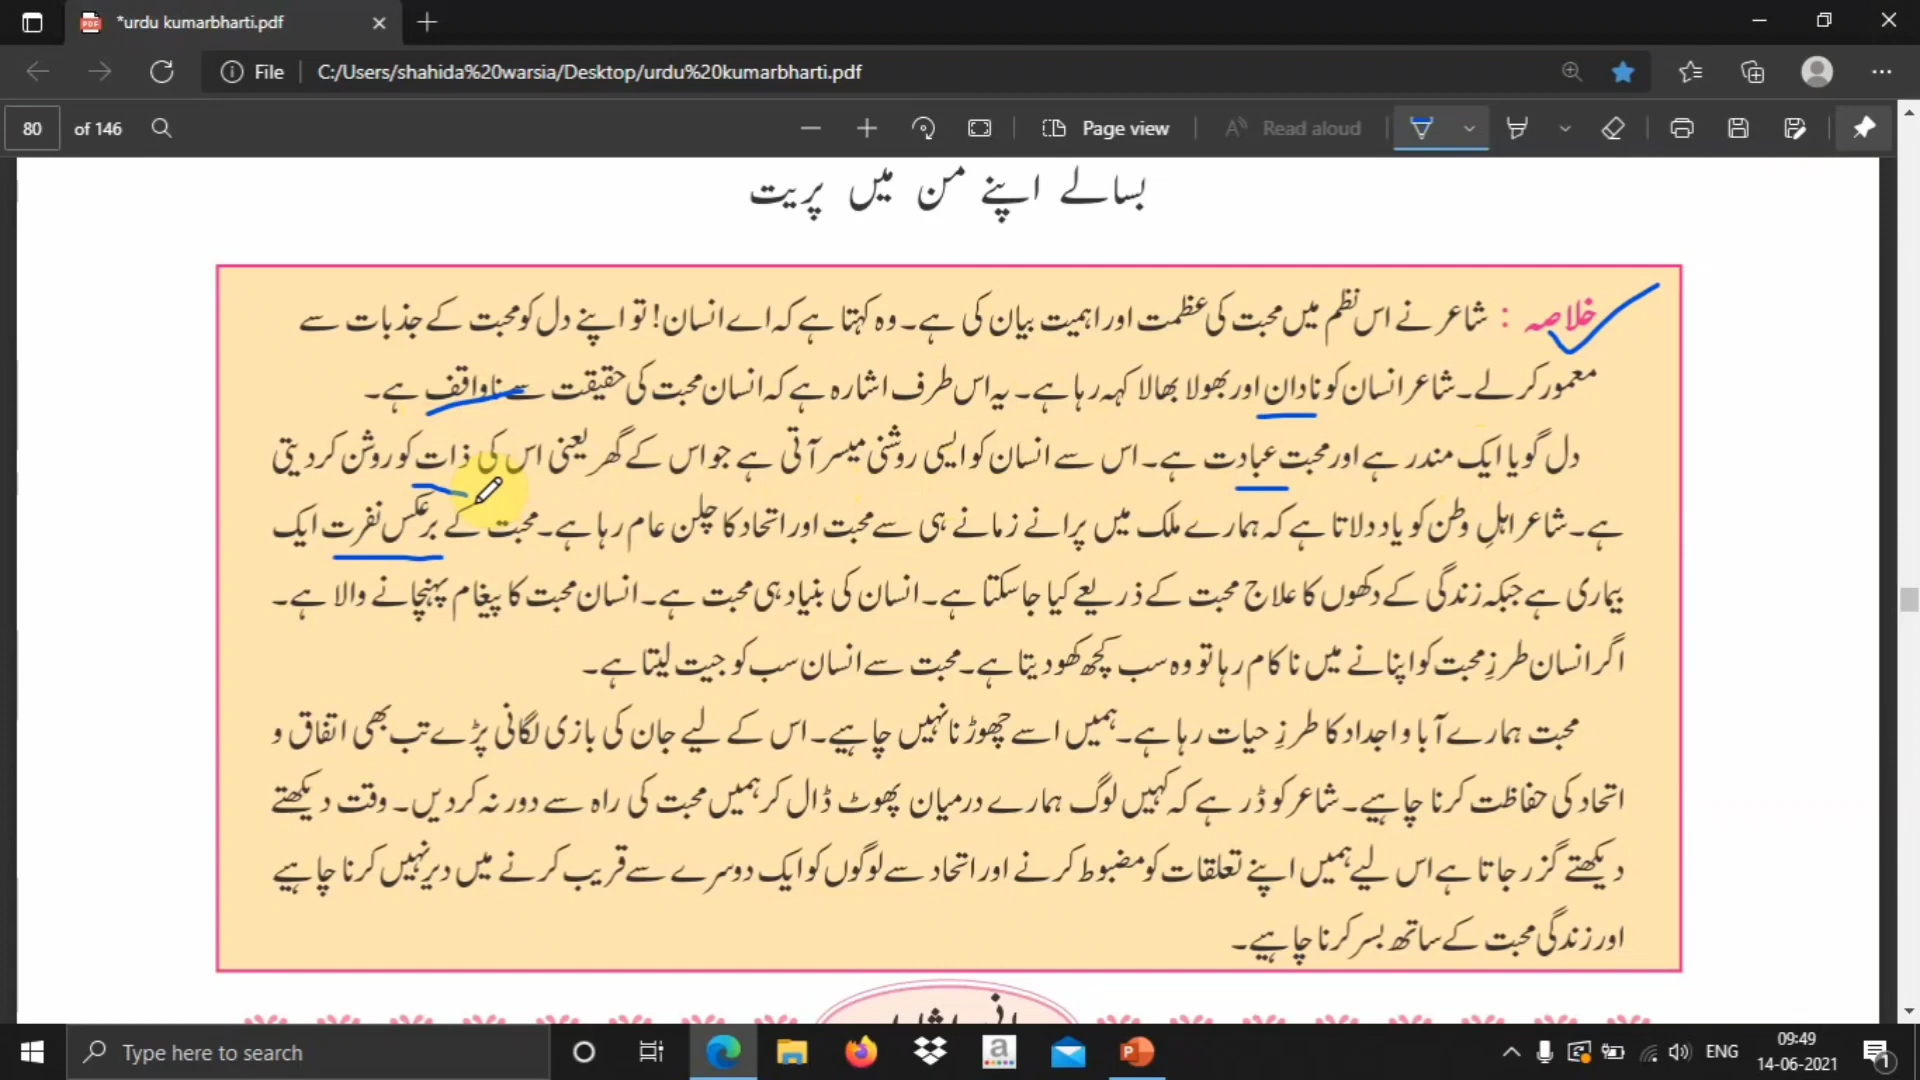 *urdu kumarbharti.pdf
File
C:/Users/shahida%20warsia/Desktop/urdu%20kumarbharti.pdf
80 of 146
Page view
Read aloud
بسالے اپنے من میں پریت
خلاصہ : شاعر نے اس نظم میں محبت کی عظمت اور اہمیت بیان کی ہے۔ وہ کہتا ہے کہ اے انسان! تو اپنے دل کو محبت کے جذبات سے
معمور کر لے۔ شاعر انسان کو نادان اور بھولا بھالا کہہ رہا ہے۔ یہ اس طرف اشارہ ہے کہ انسان محبت کی حقیقت سے ناواقف ہے۔
دل گویا ایک مندر ہے اور محبت عبادت ہے۔ اس سے انسان کو ایسی روشنی میسر آتی ہے جو اس کے گھر یعنی اس کی ذات کو روشن کر دیتی
ہے۔ شاعر اہلِ وطن کو یاد دلاتا ہے کہ ہمارے ملک میں پرانے زمانے ہی سے محبت اور اتحاد کا چلن عام رہا ہے۔ محبت کے برعکس نفرت ایک
بیماری ہے جبکہ زندگی کے دکھوں کا علاج محبت کے ذریعے کیا جا سکتا ہے۔ انسان کی بنیاد ہی محبت ہے۔ انسان محبت کا پیغام پہنچانے والا ہے۔
اگر انسان طرزِ محبت کو اپنانے میں ناکام رہا تو وہ سب کچھ کھو دیتا ہے۔ محبت سے انسان سب کو جیت لیتا ہے۔
محبت ہمارے آبا و اجداد کا طرزِ حیات رہا ہے۔ ہمیں اسے چھوڑنا نہیں چاہیے۔ اس کے لیے جان کی بازی لگانی پڑے تب بھی اتفاق و
اتحاد کی حفاظت کرنا چاہیے۔ شاعر کو ڈر ہے کہ کہیں لوگ ہمارے درمیان پھوٹ ڈال کر ہمیں محبت کی راہ سے دور نہ کر دیں۔ وقت دیکھتے
دیکھتے گزر جاتا ہے اس لیے ہمیں اپنے تعلقات کو مضبوط کرنے اور اتحاد سے لوگوں کو ایک دوسرے سے قریب کرنے میں دیر نہیں کرنا چاہیے
اور زندگی محبت کے ساتھ بسر کرنا چاہیے۔
Type here to search
ENG
09:49
14-06-2021